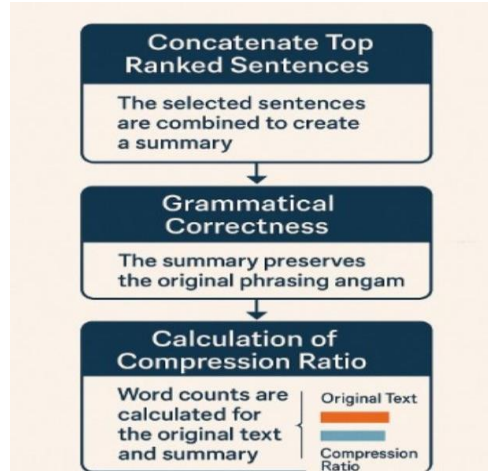 Concatenate Top
Ranked Sentences
The selected sentences
are combined to create
a summary
Grammatical
Correctness
The summary preserves
the original phrasing angam
Calculation of
Compression Ratio
Word counts are
calculated for
the original text
and summary
Original Text
Compression
Ratio